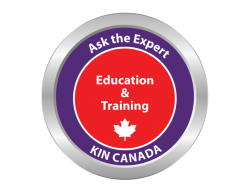 Ask the Expert
Education
&
Training
KIN CANADA